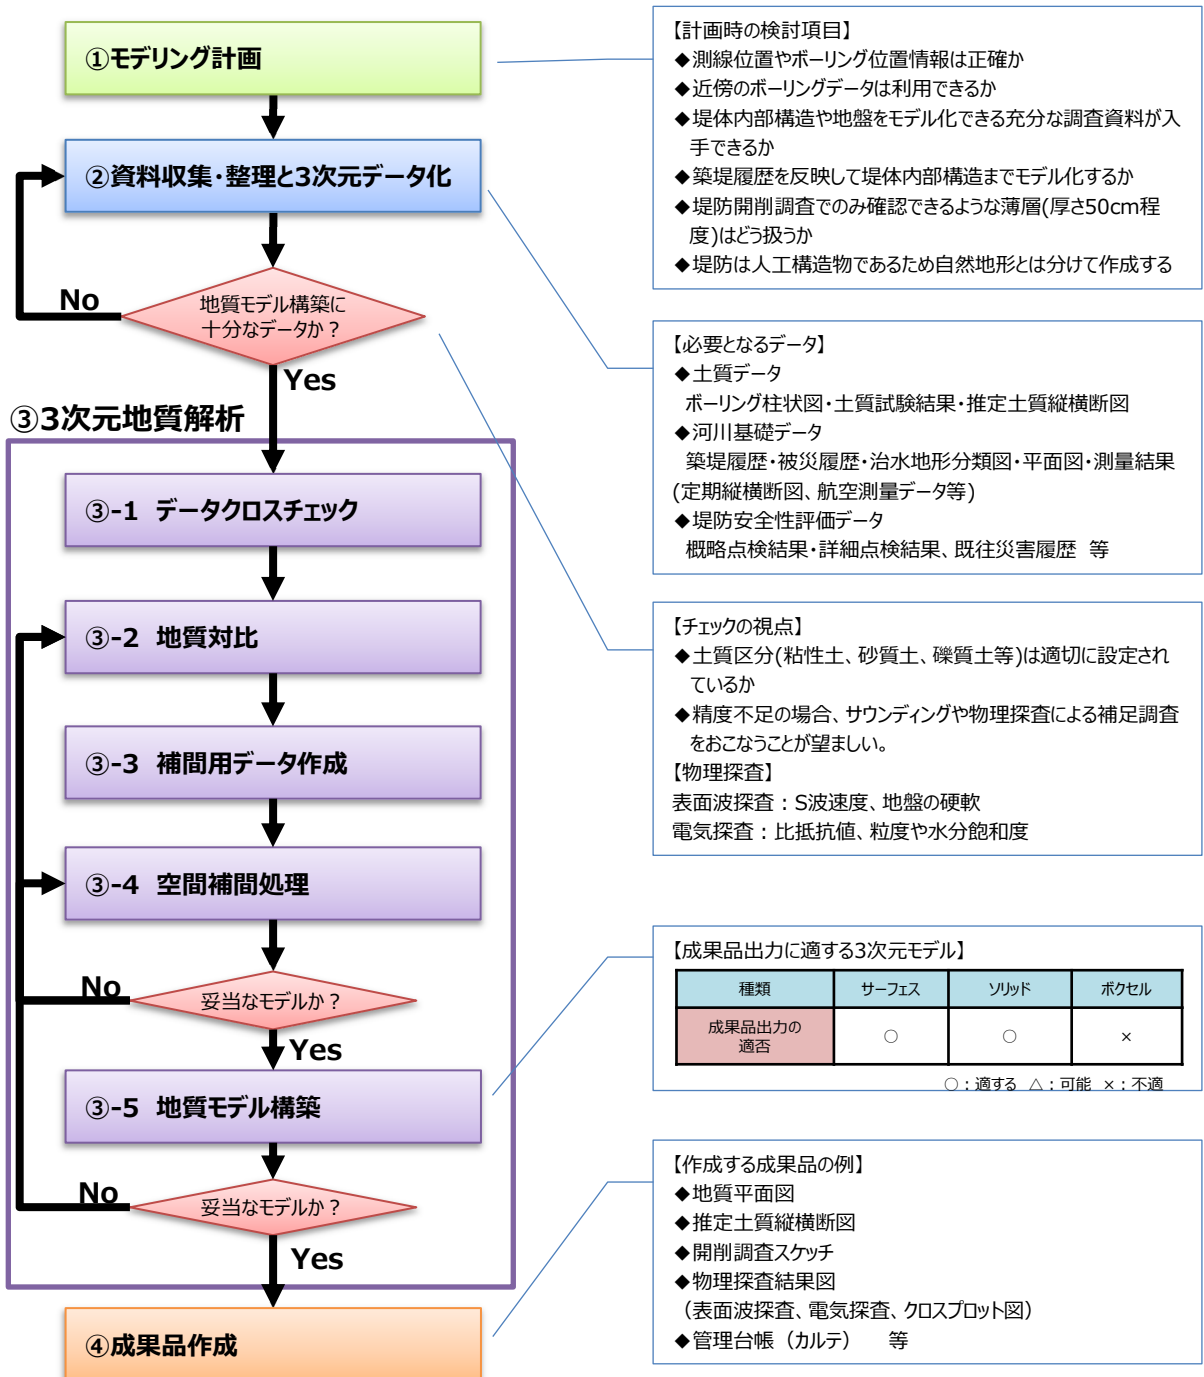 ①モデリング計画
②資料収集・整理と3次元データ化
No
地質モデル構築に
十分なデータか？
Yes
③3次元地質解析
③-1 データクロスチェック
③-2 地質対比
③-3 補間用データ作成
③-4 空間補間処理
No
妥当なモデルか？
Yes
③-5 地質モデル構築
No
妥当なモデルか？
Yes
④成果品作成
【計画時の検討項目】
◆測線位置やボーリング位置情報は正確か
◆近傍のボーリングデータは利用できるか
◆堤体内部構造や地盤をモデル化できる充分な調査資料が入
手できるか
◆築堤履歴を反映して堤体内部構造までモデル化するか
◆堤防開削調査でのみ確認できるような薄層(厚さ50cm程
度)はどう扱うか
◆堤防は人工構造物であるため自然地形とは分けて作成する
【必要となるデータ】
◆土質データ
ボーリング柱状図・土質試験結果・推定土質縦横断図
◆河川基礎データ
築堤履歴・被災履歴・治水地形分類図・平面図・測量結果
(定期縦横断図、航空測量データ等)
◆堤防安全性評価データ
概略点検結果・詳細点検結果、既往災害履歴 等
【チェックの視点】
◆土質区分(粘性土、砂質土、礫質土等)は適切に設定され
ているか
◆精度不足の場合、サウンディングや物理探査による補足調査
をおこなうことが望ましい。
【物理探査】
表面波探査：S波速度、地盤の硬軟
電気探査：比抵抗値、粒度や水分飽和度
【成果品出力に適する3次元モデル】
種類 サーフェス ソリッド ボクセル
成果品出力の
適否 ○ ○ ×
○：適する △：可能 ×：不適
【作成する成果品の例】
◆地質平面図
◆推定土質縦横断図
◆開削調査スケッチ
◆物理探査結果図
（表面波探査、電気探査、クロスプロット図）
◆管理台帳（カルテ） 等